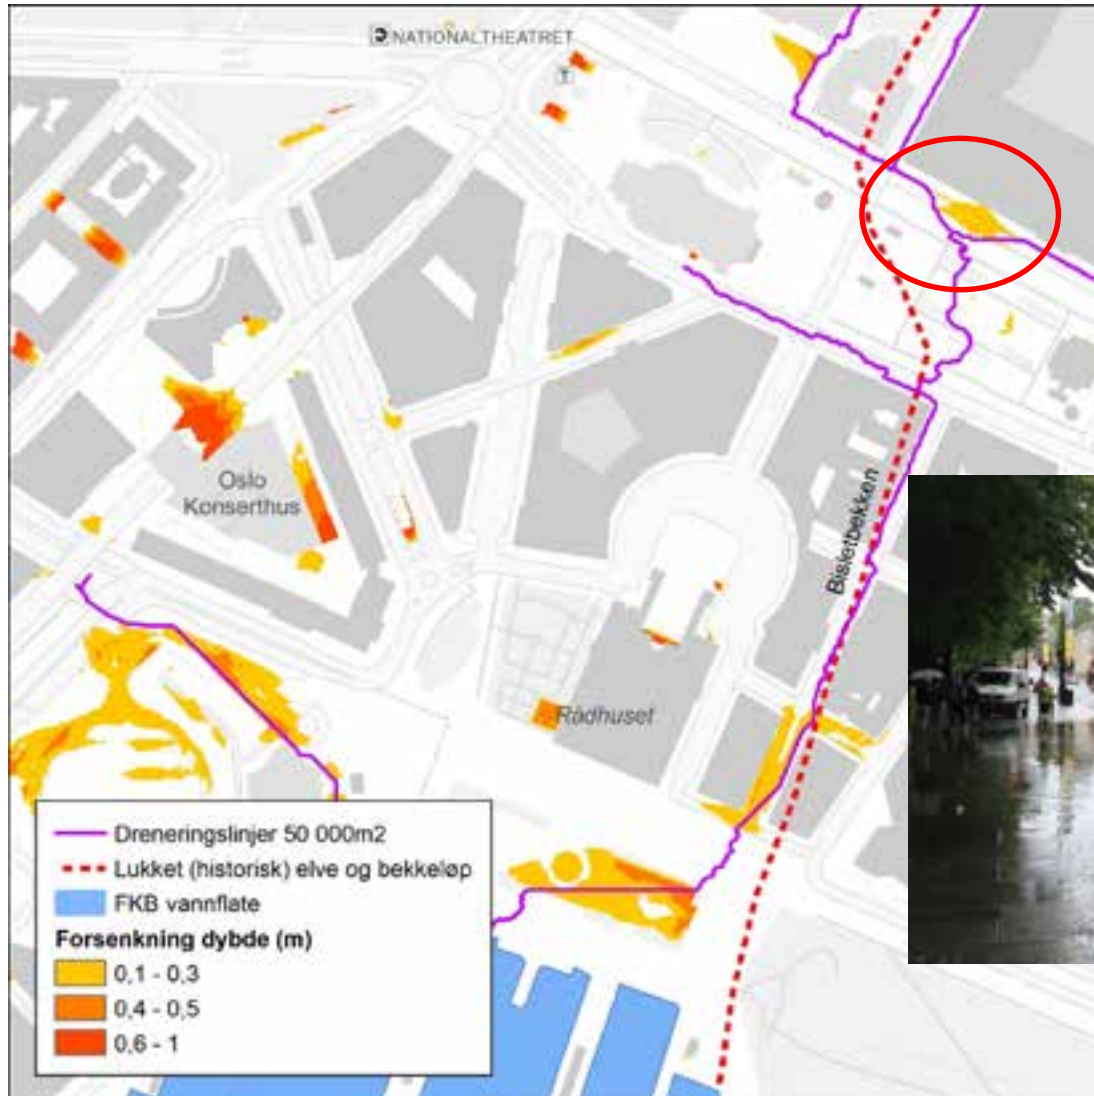 NATIONALTHEATRET
T
Oslo
Konserthus
Bisletbekken
Rådhuset
Dreneringslinjer 50 000m2
Lukket (historisk) elve og bekkeløp
FKB vannflate
Forsenkning dybde (m)
0,1 - 0,3
0,4 - 0,5
0,6 - 1